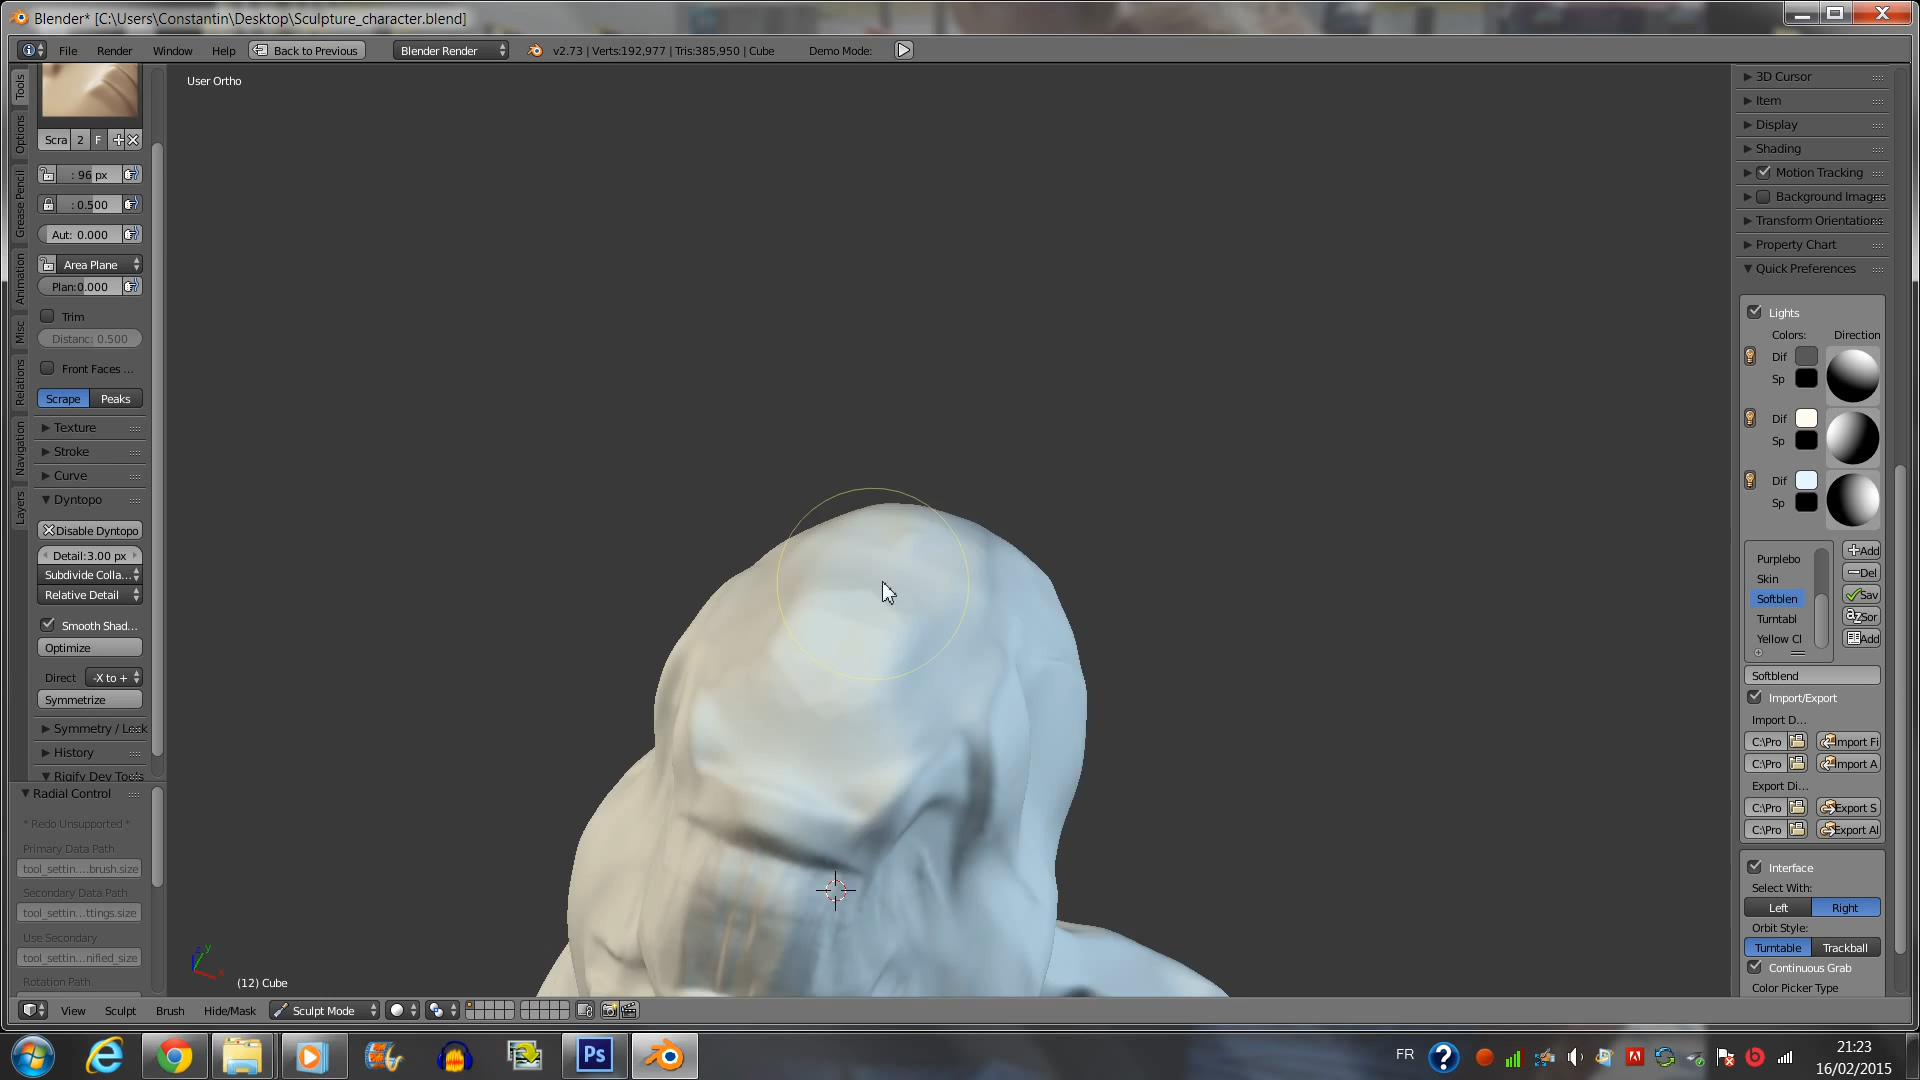 Blender* [C:\Users\Constantin\Desktop\Sculpture_character.blend]
File Render Window Help Back to Previous Blender Render v2.73 | Verts:192,977 | Tris:385,950 | Cube Demo Mode:
User Ortho
Tools
Options
Grease Pencil
Animation
Misc
Relations
Navigation
Layers
Scra 2 F
: 96 px
: 0.500
Aut: 0.000
Area Plane
Plan:0.000
Trim
Distanc: 0.500
Front Faces ...
Scrape Peaks
Texture
Stroke
Curve
Dyntopo
Disable Dyntopo
Detail:3.00 px
Subdivide Colla...
Relative Detail
Smooth Shad...
Optimize
Direct -X to +
Symmetrize
Symmetry / Lock
History
Rigify Dev Tools
Radial Control
* Redo Unsupported *
Primary Data Path
tool_settin....brush.size
Secondary Data Path
tool_settin...ttings.size
Use Secondary
tool_settin...nified_size
Rotation Path
y
x
(12) Cube
View Sculpt Brush Hide/Mask Sculpt Mode
3D Cursor
Item
Display
Shading
Motion Tracking
Background Images
Transform Orientations
Property Chart
Quick Preferences
Lights
Colors: Direction
Dif
Sp
Dif
Sp
Dif
Sp
Purplebo
Skin
Softblen
Turntabl
Yellow Cl
Add
Del
Sav
Sor
Add
Softblend
Import/Export
Import D...
C:\Pro Import Fi
C:\Pro Import A
Export Di...
C:\Pro Export S
C:\Pro Export Al
Interface
Select With:
Left Right
Orbit Style:
Turntable Trackball
Continuous Grab
Color Picker Type
Ps
FR
21:23
16/02/2015